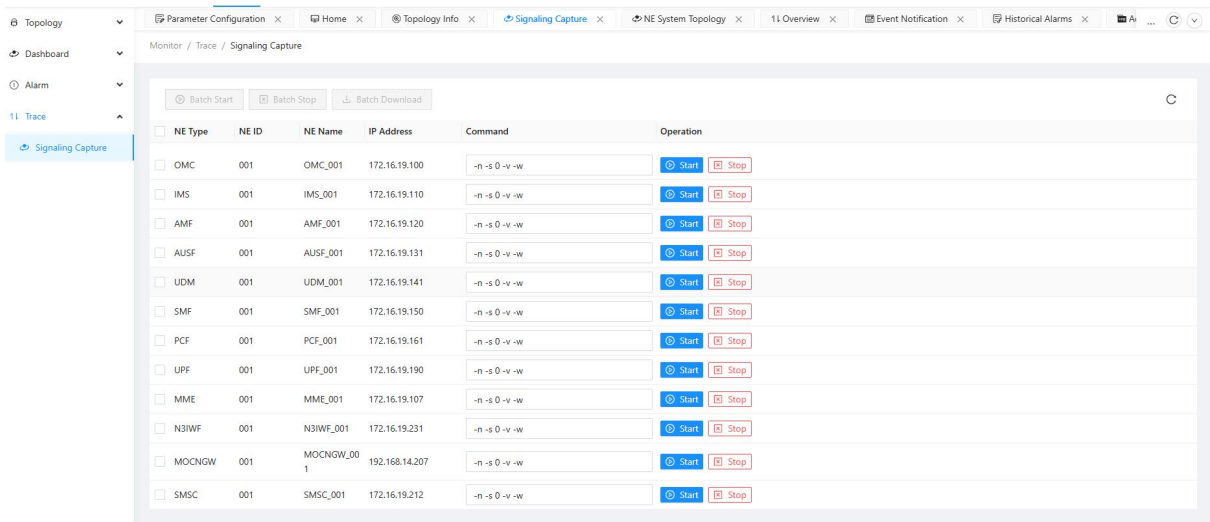 Topology
Parameter Configuration
Home
Topology Info
Signaling Capture
NE System Topology
Overview
Event Notification
Historical Alarms
...
Monitor / Trace / Signaling Capture
Dashboard
Alarm
Trace
Signaling Capture
Batch Start Batch Stop Batch Download
NE Type NE ID NE Name IP Address Command Operation
OMC 001 OMC_001 172.16.19.100 -n -s 0 -v -w Start Stop
IMS 001 IMS_001 172.16.19.110 -n -s 0 -v -w Start Stop
AMF 001 AMF_001 172.16.19.120 -n -s 0 -v -w Start Stop
AUSF 001 AUSF_001 172.16.19.131 -n -s 0 -v -w Start Stop
UDM 001 UDM_001 172.16.19.141 -n -s 0 -v -w Start Stop
SMF 001 SMF_001 172.16.19.150 -n -s 0 -v -w Start Stop
PCF 001 PCF_001 172.16.19.161 -n -s 0 -v -w Start Stop
UPF 001 UPF_001 172.16.19.190 -n -s 0 -v -w Start Stop
MME 001 MME_001 172.16.19.107 -n -s 0 -v -w Start Stop
N3IWF 001 N3IWF_001 172.16.19.231 -n -s 0 -v -w Start Stop
MOCNGW 001 MOCNGW_00
1 192.168.14.207 -n -s 0 -v -w Start Stop
SMSC 001 SMSC_001 172.16.19.212 -n -s 0 -v -w Start Stop